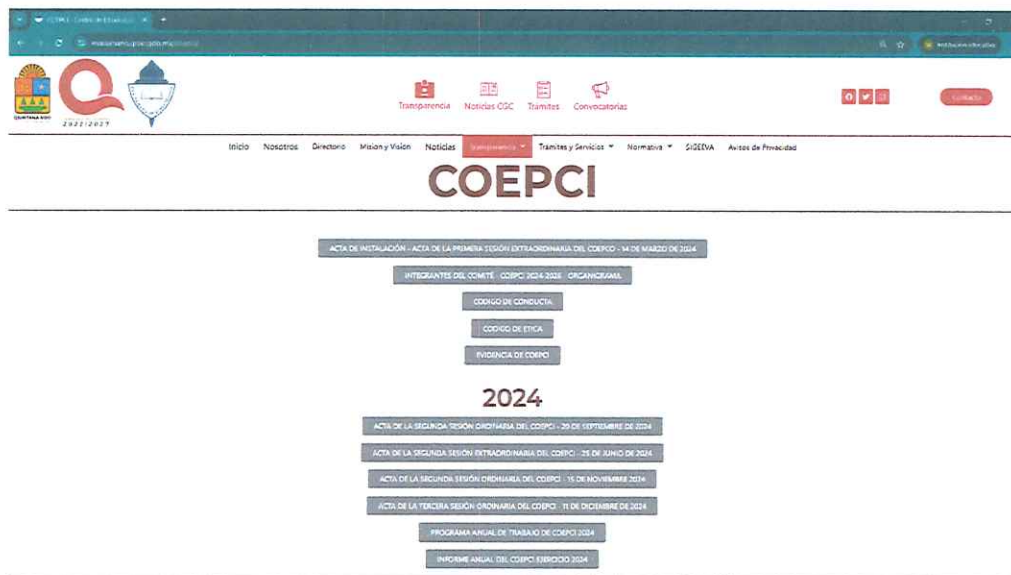 QUINTANA ROO
2022 | 2027
Transparencia Noticias CGC Trámites Convocatorias
Contacto
Inicio Nosotros Directorio Mision y Visión Noticias Transparencia Tramites y Servicios Normativa SIGEEVA Avisos de Privacidad
COEPCI
ACTA DE INSTALACIÓN - ACTA DE LA PRIMERA SESIÓN EXTRAORDINARIA DEL COEPCO - 14 DE MARZO DE 2024
INTEGRANTES DEL COMITÉ - COEPCI 2024-2026 - ORGANIGRAMA
CODIGO DE CONDUCTA
CODIGO DE ETICA
EVIDENCIA DE COEPCI
2024
ACTA DE LA SEGUNDA SESIÓN ORDINARIA DEL COEPCI - 20 DE SEPTIEMBRE DE 2024
ACTA DE LA SEGUNDA SESIÓN EXTRAORDINARIA DEL COEPCI - 25 DE JUNIO DE 2024
ACTA DE LA SEGUNDA SESIÓN ORDINARIA DEL COEPCI - 15 DE NOVIEMBRE 2024
ACTA DE LA TERCERA SESIÓN ORDINARIA DEL COEPCI - 11 DE DICIEMBRE DE 2024
PROGRAMA ANUAL DE TRABAJO DE COEPCI 2024
INFORME ANUAL DEL COEPCI EJERCICIO 2024